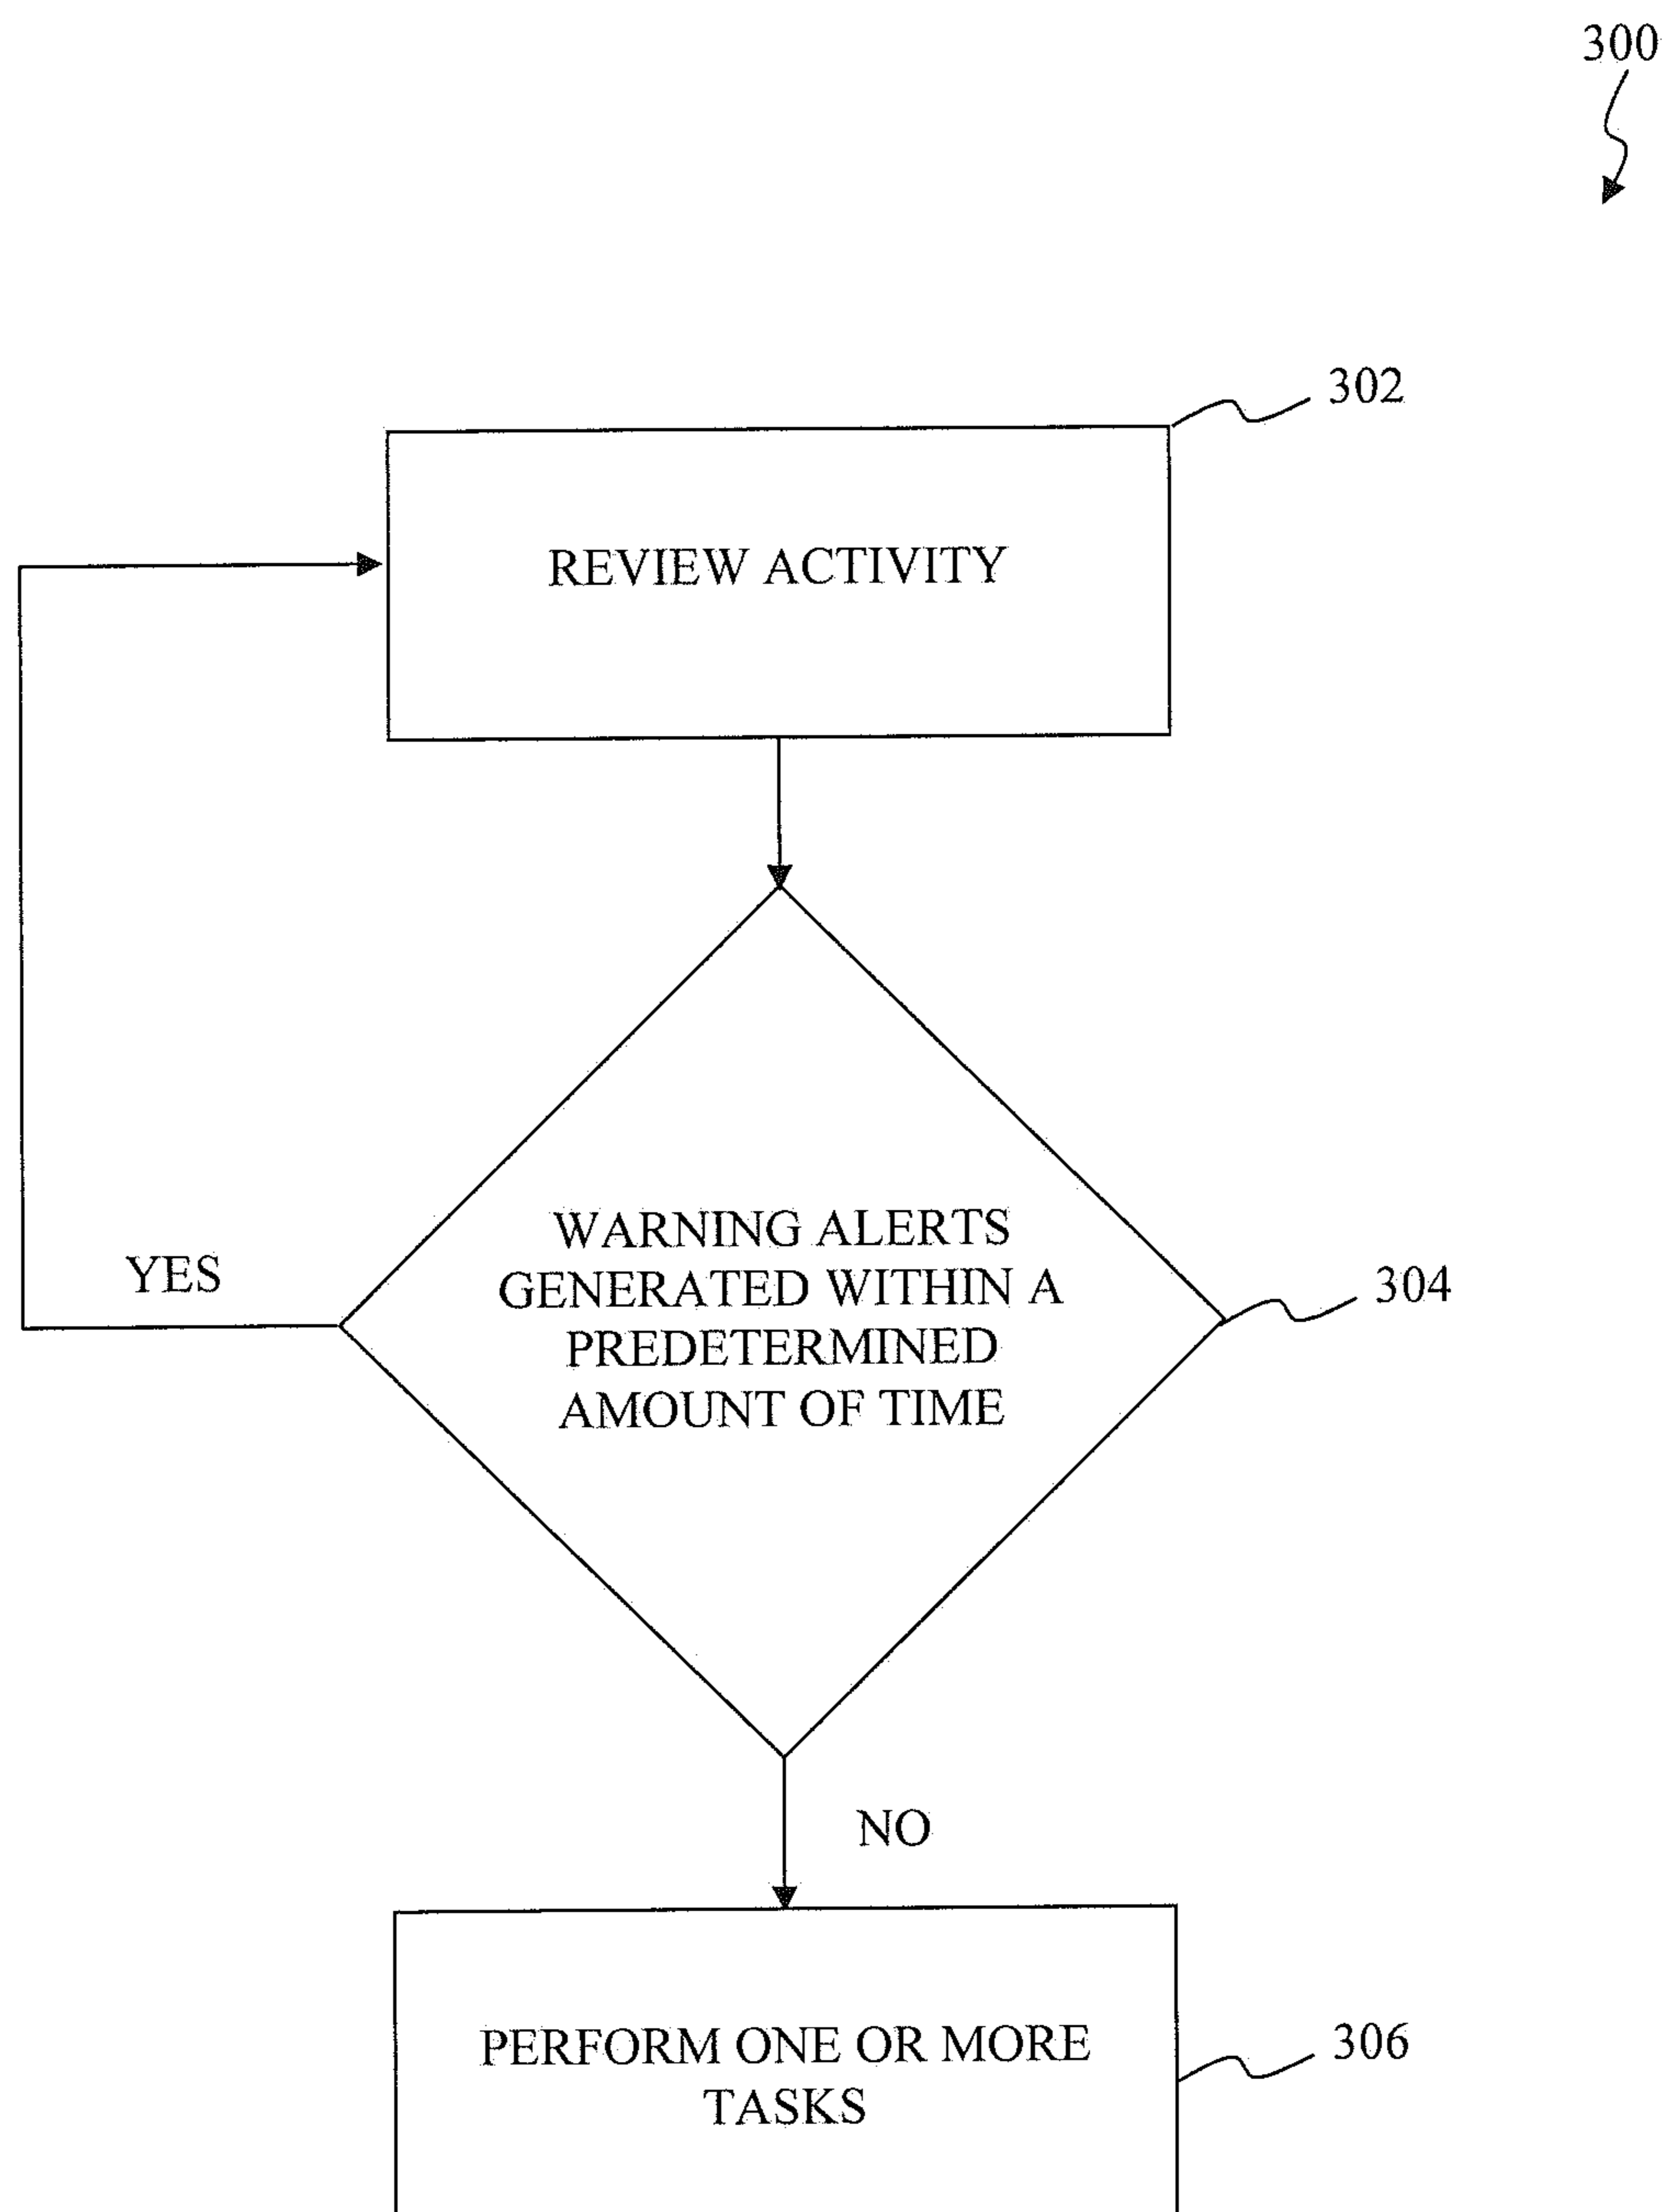 300
302
REVIEW ACTIVITY
WARNING ALERTS
GENERATED WITHIN A
PREDETERMINED
AMOUNT OF TIME
YES
304
NO
PERFORM ONE OR MORE
TASKS
306